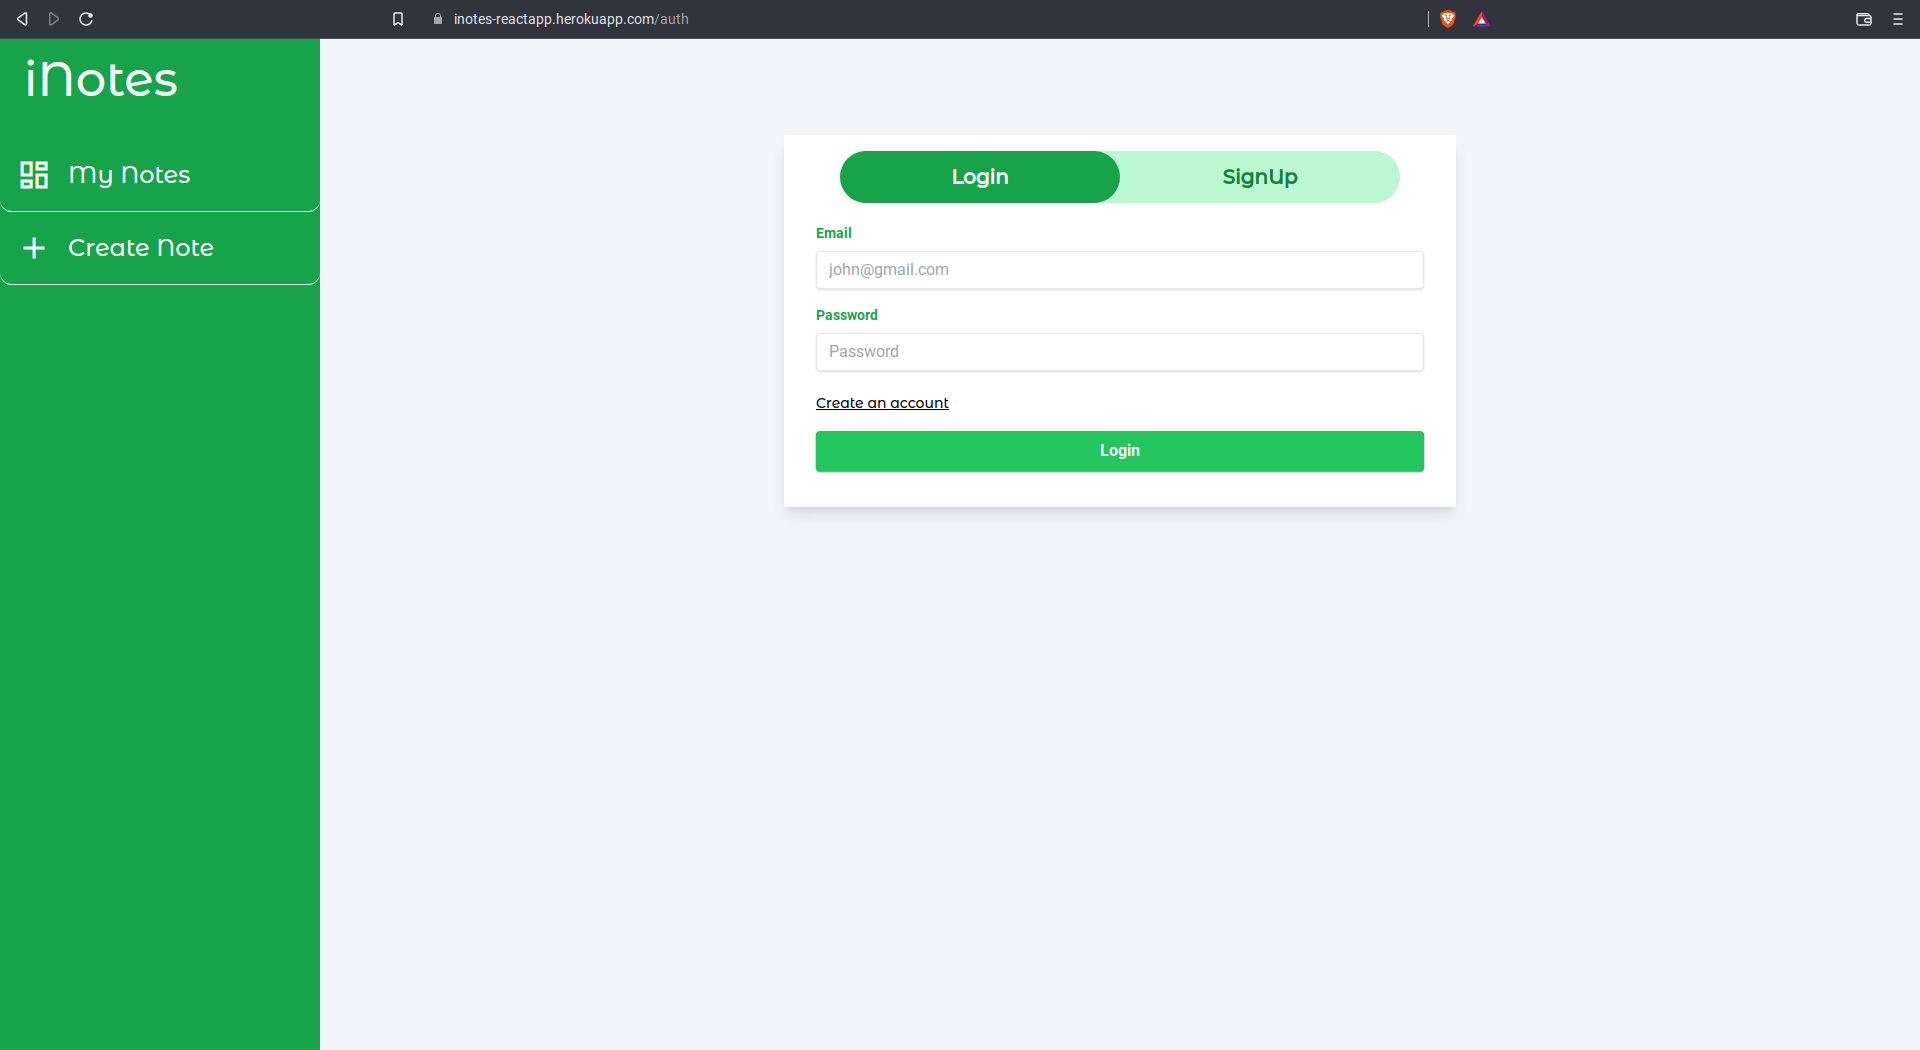 inotes-reactapp.herokuapp.com/auth
iNotes
My Notes
Create Note
Login SignUp
Email
john@gmail.com
Password
Password
Create an account
Login